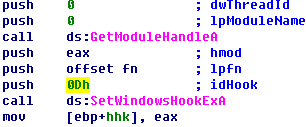 push 0 ; dwThreadId
push 0 ; lpModuleName
call ds:GetModuleHandleA
push eax ; hmod
push offset fn ; lpfn
push 0Dh ; idHook
call ds:SetWindowsHookExA
mov [ebp+hhk], eax